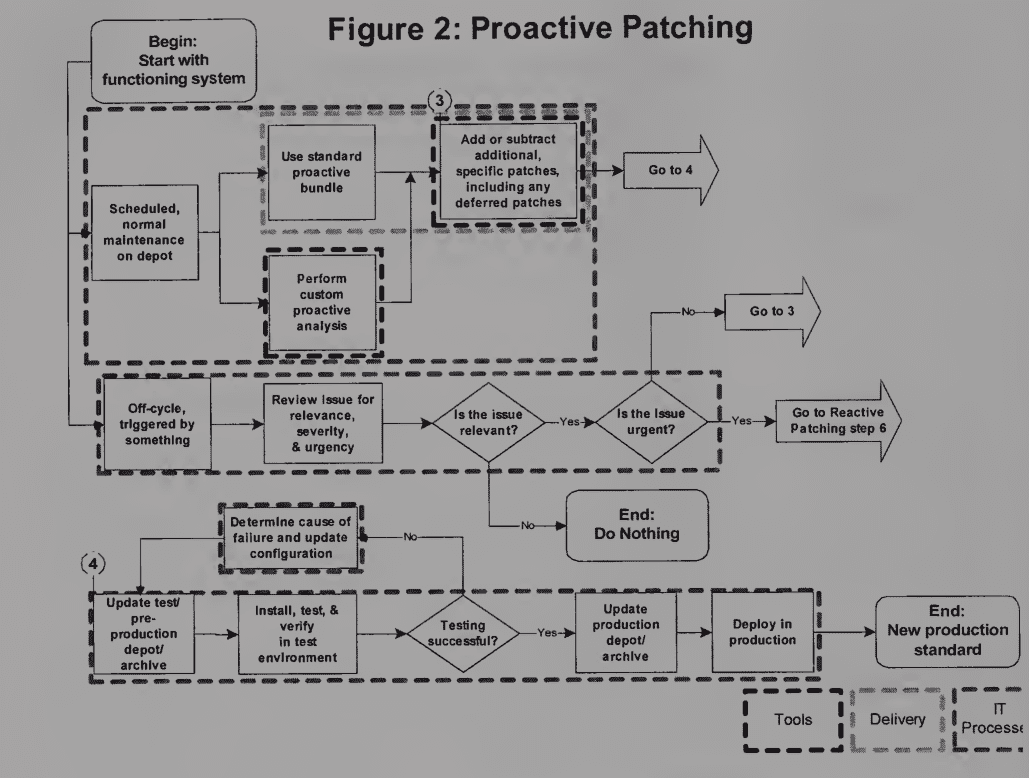 Figure 2: Proactive Patching
Begin:
Start with
functioning system
3
Use standard
proactive
bundle
Add or subtract
additional,
specific patches,
including any
deferred patches
Go to 4
Scheduled,
normal
maintenance
on depot
Perform
custom
proactive
analysis
No
Go to 3
Off-cycle,
triggered by
something
Review issue for
relevance,
severity,
& urgency
Is the issue
relevant?
Yes
Is the issue
urgent?
Yes
Go to Reactive
Patching step 6
No
End:
Do Nothing
Determine cause of
failure and update
configuration
No
4
Update test/
pre-
production
depot/
archive
Install, test, &
verify
in test
environment
Testing
successful?
Yes
Update
production
depot/
archive
Deploy in
production
End:
New production
standard
Tools
Delivery
IT
Processe